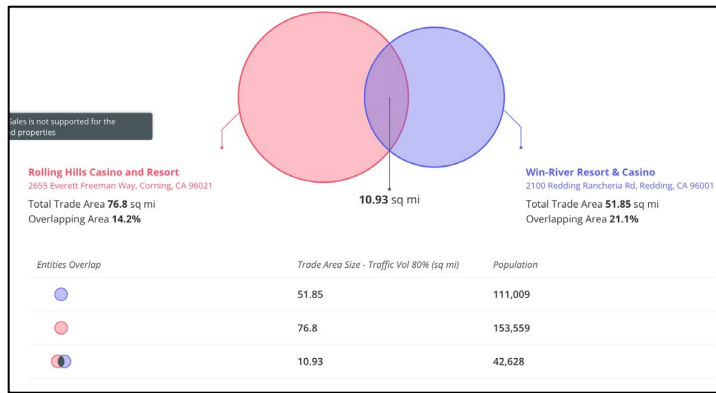 Sales is not supported for the
ed properties
Rolling Hills Casino and Resort
2655 Everett Freeman Way, Corning, CA 96021
Total Trade Area 76.8 sq mi
Overlapping Area 14.2%
10.93 sq mi
Win-River Resort & Casino
2100 Redding Rancheria Rd, Redding, CA 96001
Total Trade Area 51.85 sq mi
Overlapping Area 21.1%
Entities Overlap Trade Area Size - Traffic Vol 80% (sq mi) Population
51.85 111,009
76.8 153,559
10.93 42,628